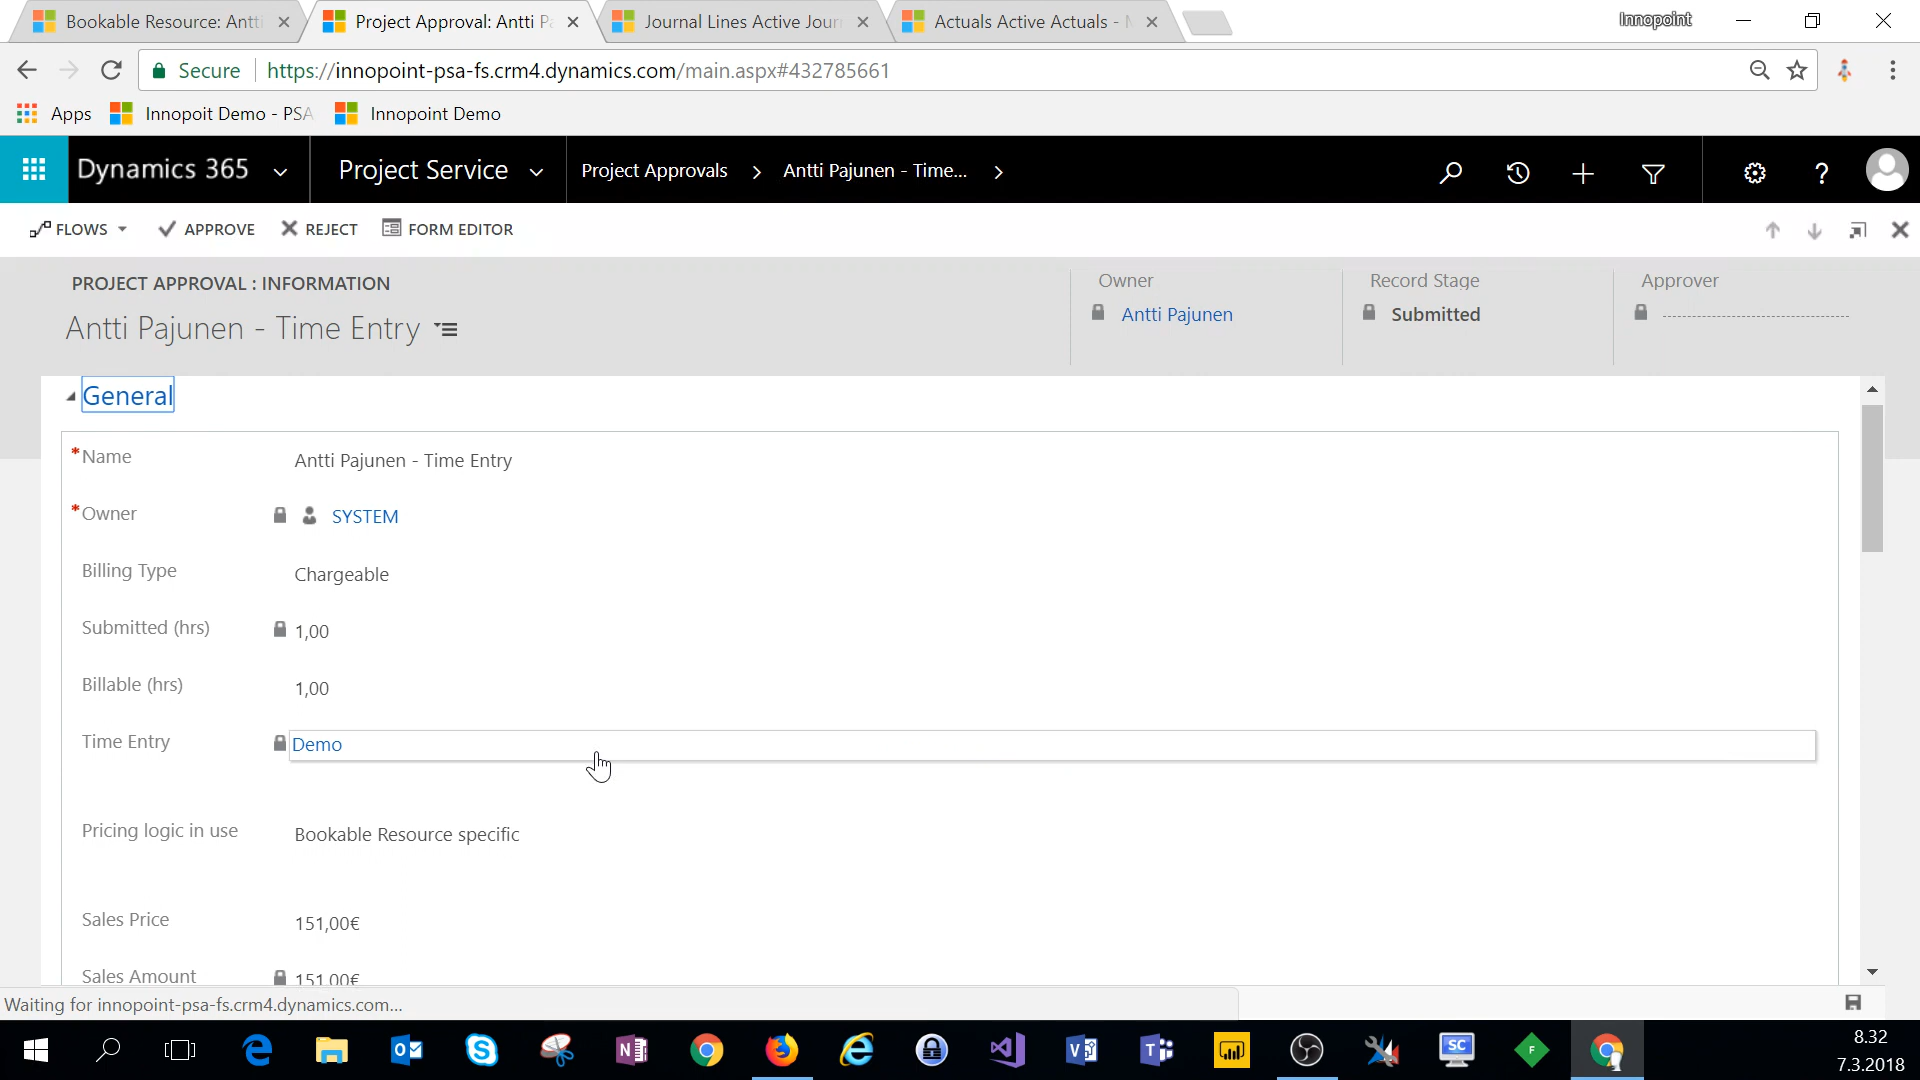 Bookable Resource: Antti
Project Approval: Antti P
Journal Lines Active Jour
Actuals Active Actuals -
Innopoint
Secure
https://innopoint-psa-fs.crm4.dynamics.com/main.aspx#432785661
Apps
Innopoit Demo - PSA
Innopoint Demo
Dynamics 365
Project Service
Project Approvals
Antti Pajunen - Time...
FLOWS
APPROVE
REJECT
FORM EDITOR
PROJECT APPROVAL : INFORMATION
Antti Pajunen - Time Entry
Owner
Antti Pajunen
Record Stage
Submitted
Approver
General
*Name
Antti Pajunen - Time Entry
*Owner
SYSTEM
Billing Type
Chargeable
Submitted (hrs)
1,00
Billable (hrs)
1,00
Time Entry
Demo
Pricing logic in use
Bookable Resource specific
Sales Price
151,00€
Sales Amount
151,00€
Waiting for innopoint-psa-fs.crm4.dynamics.com...
8.32
7.3.2018